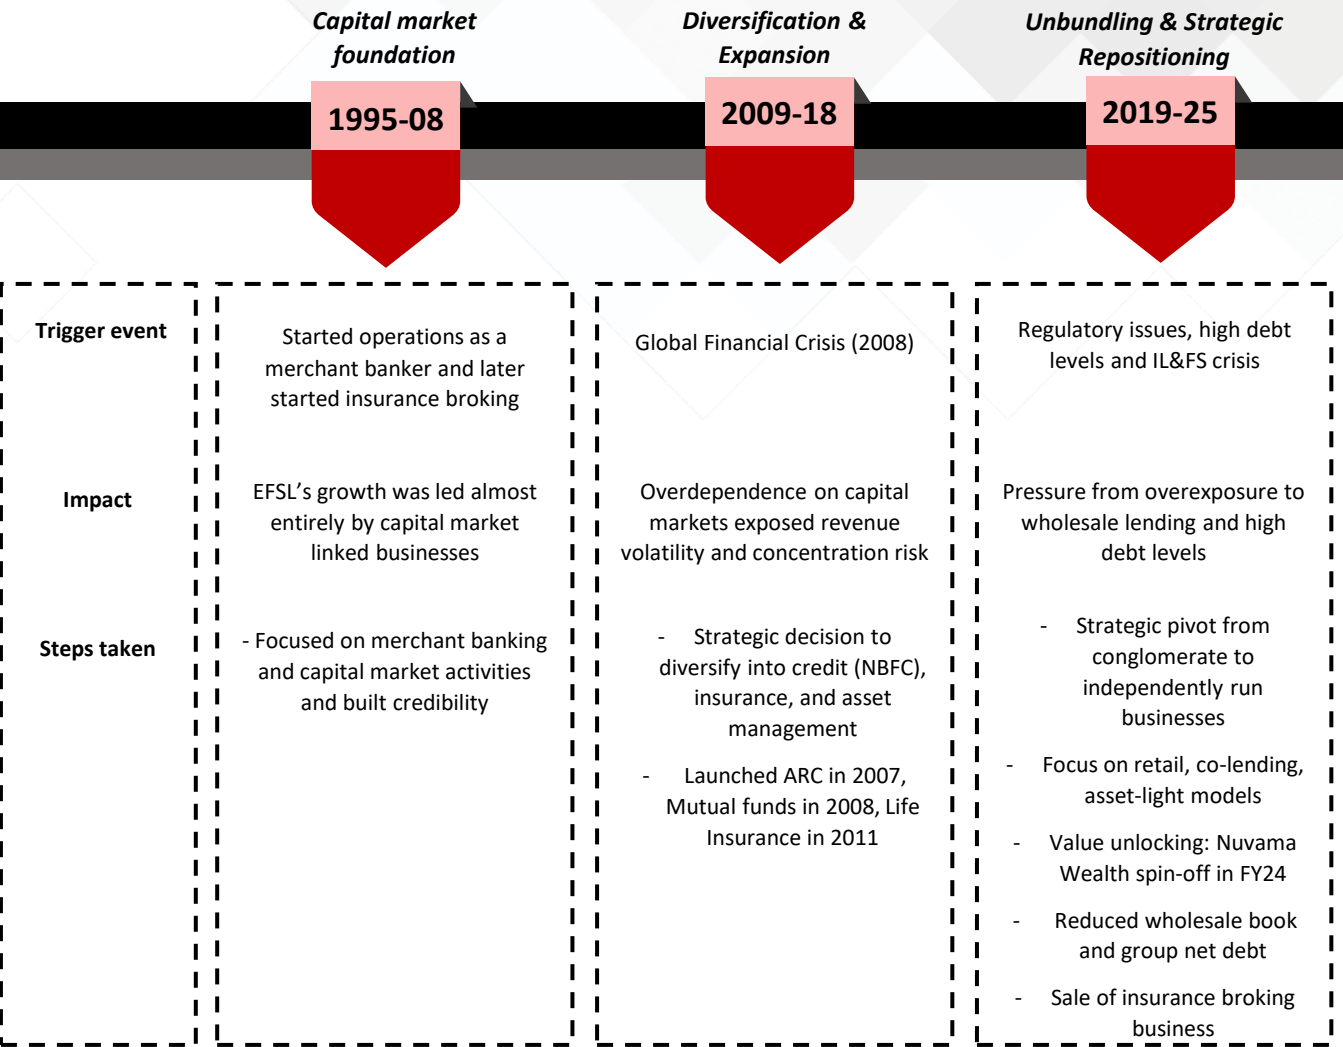 Capital market
foundation
Diversification &
Expansion
Unbundling & Strategic
Repositioning
1995-08
2009-18
2019-25
Trigger event
Started operations as a
merchant banker and later
started insurance broking
Global Financial Crisis (2008)
Regulatory issues, high debt
levels and IL&FS crisis
Impact
EFSL's growth was led almost
entirely by capital market
linked businesses
Overdependence on capital
markets exposed revenue
volatility and concentration risk
Pressure from overexposure to
wholesale lending and high
debt levels
Steps taken
- Focused on merchant banking
and capital market activities
and built credibility
- Strategic decision to
diversify into credit (NBFC),
insurance, and asset
management
- Launched ARC in 2007,
Mutual funds in 2008, Life
Insurance in 2011
- Strategic pivot from
conglomerate to
independently run
businesses
- Focus on retail, co-lending,
asset-light models
- Value unlocking: Nuvama
Wealth spin-off in FY24
- Reduced wholesale book
and group net debt
- Sale of insurance broking
business